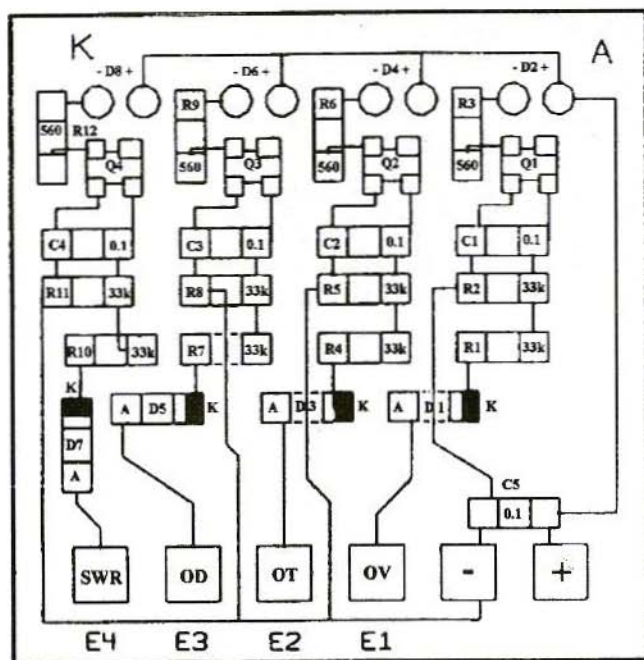 K A
- D8 + - D6 + - D4 + - D2 +
R9 R6 R3
560 R12 560 560 560
Q4 Q3 Q2 Q1
C4 0.1 C3 0.1 C2 0.1 C1 0.1
R11 33k R8 33k R5 33k R2 33k
R10 33k R7 33k R4 33k R1 33k
K
A D5 K A D3 K A D1 K
D7
A
C5
0.1
SWR OD OT OV - +
E4 E3 E2 E1